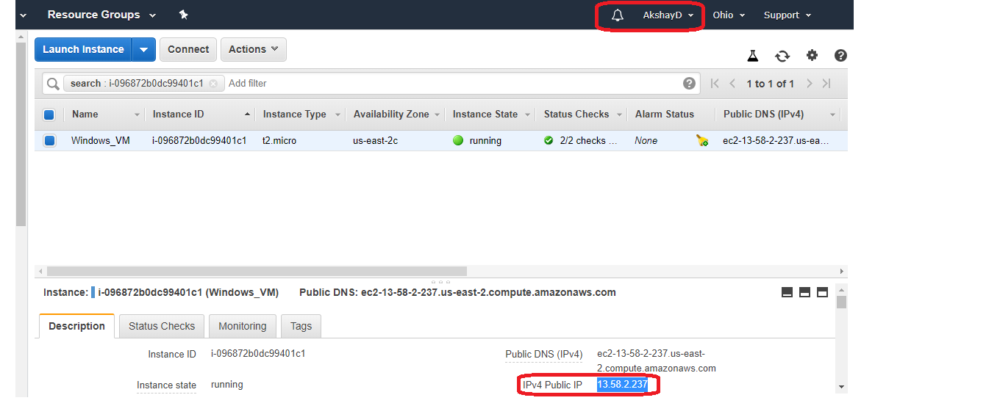 Resource Groups AkshayD Ohio Support
Launch Instance Connect Actions
search : i-096872b0dc99401c1 Add filter 1 to 1 of 1
Name Instance ID Instance Type Availability Zone Instance State Status Checks Alarm Status Public DNS (IPv4)
Windows_VM i-096872b0dc99401c1 t2.micro us-east-2c running 2/2 checks ... None ec2-13-58-2-237.us-ea...
Instance: i-096872b0dc99401c1 (Windows_VM) Public DNS: ec2-13-58-2-237.us-east-2.compute.amazonaws.com
Description Status Checks Monitoring Tags
Instance ID i-096872b0dc99401c1 Public DNS (IPv4) ec2-13-58-2-237.us-east-
2.compute.amazonaws.com
Instance state running IPv4 Public IP 13.58.2.237